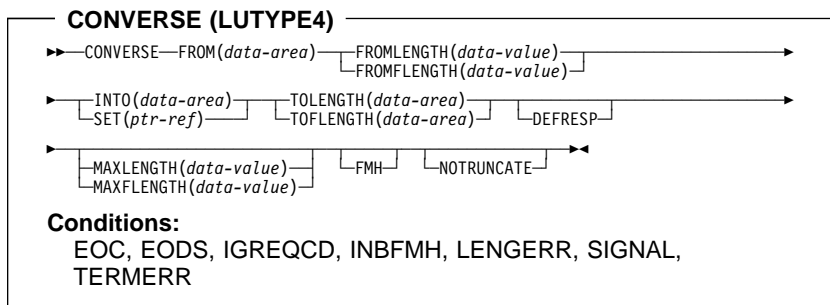 CONVERSE (LUTYPE4)
CONVERSE FROM(data-area) FROMLENGTH(data-value)
FROMFLENGTH(data-value)
INTO(data-area) TOLENGTH(data-area)
SET(ptr-ref) TOFLENGTH(data-area) DEFRESP
MAXLENGTH(data-value) FMH NOTRUNCATE
MAXFLENGTH(data-value)
Conditions:
EOC, EODS, IGREQCD, INBFMH, LENGERR, SIGNAL,
TERMERR